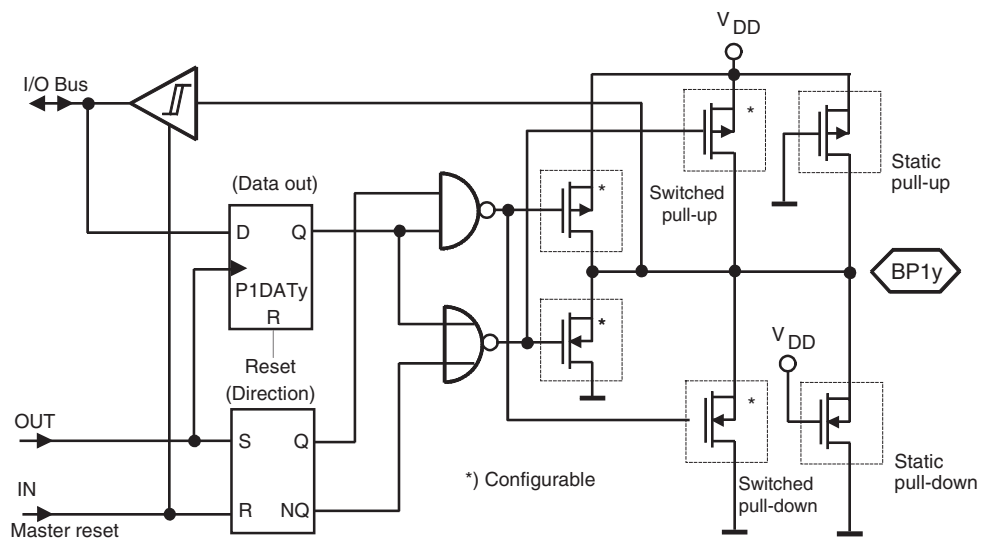 V DD
I/O Bus
*
*
Static
pull-up
(Data out)
Switched
pull-up
D
Q
BP1y
P1DATy
R
*
V DD
Reset
(Direction)
*
OUT
S
Q
*) Configurable
Static
pull-down
Switched
pull-down
IN
R
NQ
Master reset